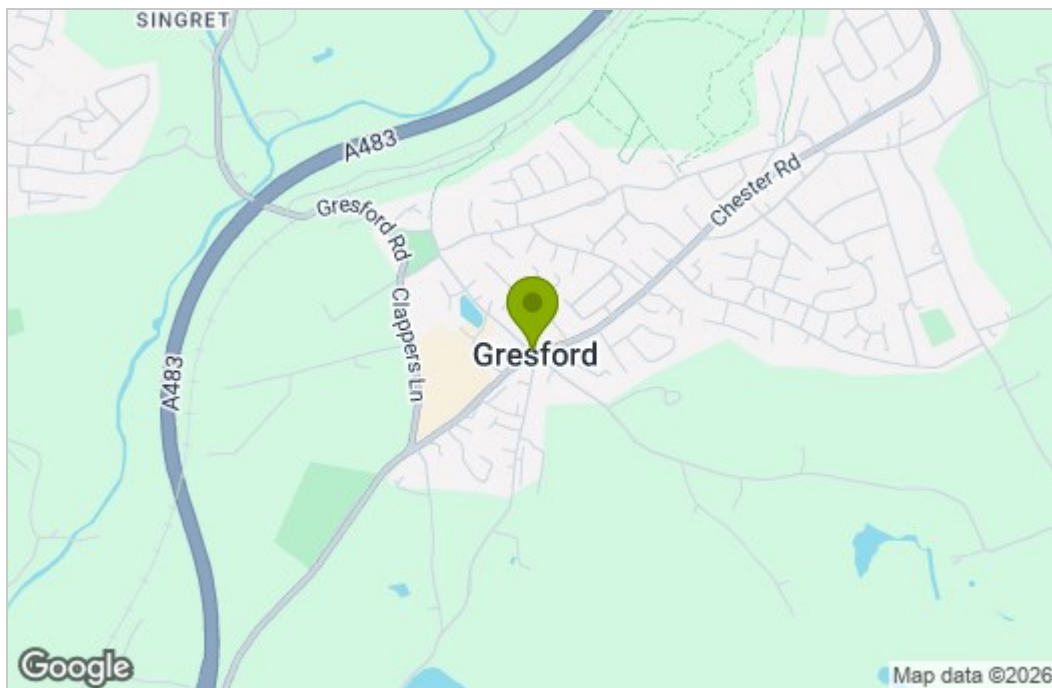 SINGRET
A483
Chester Rd
Gresford Rd
Clappers Ln
Gresford
A483
Google
Map data ©2026